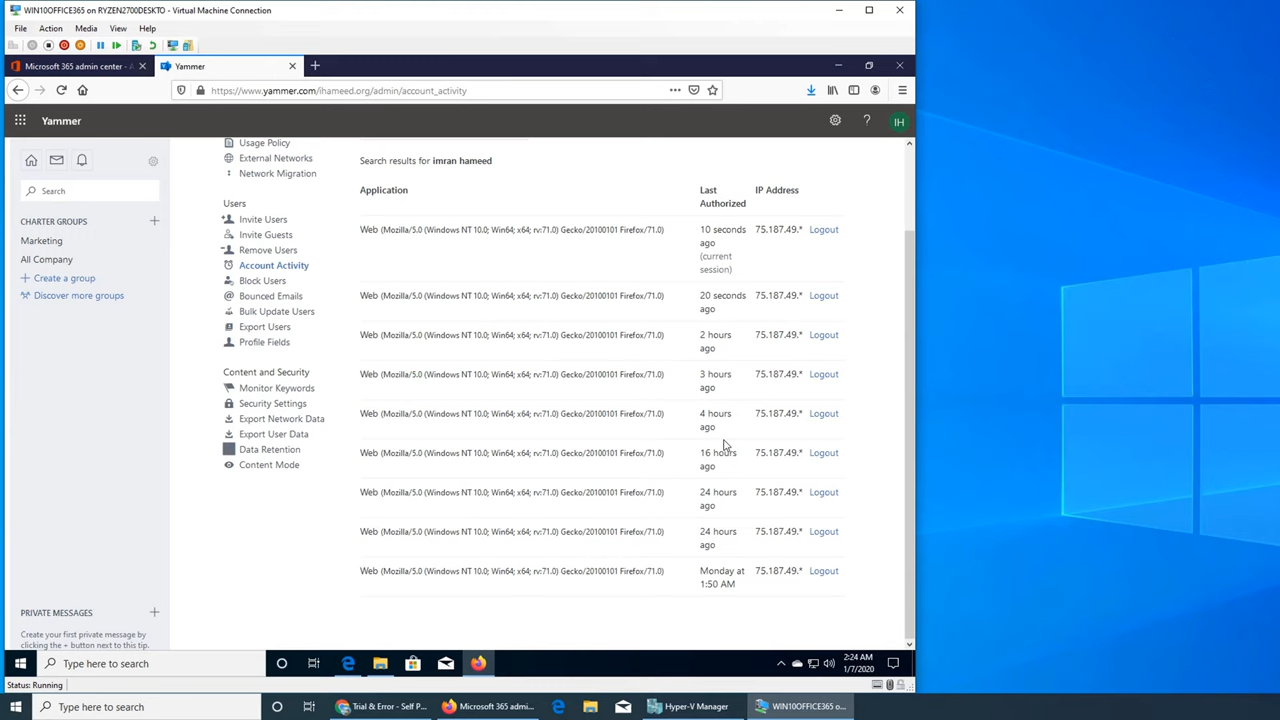 WIN10OFFICE365 on RYZEN2700DESKTO - Virtual Machine Connection
File Action Media View Help
Microsoft 365 admin center - A
Yammer
https://www.yammer.com/ihameed.org/admin/account_activity
Yammer
IH
Search
CHARTER GROUPS
Marketing
All Company
Create a group
Discover more groups
PRIVATE MESSAGES
Create your first private message by
clicking the + button next to this tip.
Usage Policy
External Networks
Network Migration
Users
Invite Users
Invite Guests
Remove Users
Account Activity
Block Users
Bounced Emails
Bulk Update Users
Export Users
Profile Fields
Content and Security
Monitor Keywords
Security Settings
Export Network Data
Export User Data
Data Retention
Content Mode
Search results for imran hameed
Application Last Authorized IP Address
Web (Mozilla/5.0 (Windows NT 10.0; Win64; x64; rv:71.0) Gecko/20100101 Firefox/71.0) 10 seconds ago (current session) 75.187.49.* Logout
Web (Mozilla/5.0 (Windows NT 10.0; Win64; x64; rv:71.0) Gecko/20100101 Firefox/71.0) 20 seconds ago 75.187.49.* Logout
Web (Mozilla/5.0 (Windows NT 10.0; Win64; x64; rv:71.0) Gecko/20100101 Firefox/71.0) 2 hours ago 75.187.49.* Logout
Web (Mozilla/5.0 (Windows NT 10.0; Win64; x64; rv:71.0) Gecko/20100101 Firefox/71.0) 3 hours ago 75.187.49.* Logout
Web (Mozilla/5.0 (Windows NT 10.0; Win64; x64; rv:71.0) Gecko/20100101 Firefox/71.0) 4 hours ago 75.187.49.* Logout
Web (Mozilla/5.0 (Windows NT 10.0; Win64; x64; rv:71.0) Gecko/20100101 Firefox/71.0) 16 hours ago 75.187.49.* Logout
Web (Mozilla/5.0 (Windows NT 10.0; Win64; x64; rv:71.0) Gecko/20100101 Firefox/71.0) 24 hours ago 75.187.49.* Logout
Web (Mozilla/5.0 (Windows NT 10.0; Win64; x64; rv:71.0) Gecko/20100101 Firefox/71.0) 24 hours ago 75.187.49.* Logout
Web (Mozilla/5.0 (Windows NT 10.0; Win64; x64; rv:71.0) Gecko/20100101 Firefox/71.0) Monday at 1:50 AM 75.187.49.* Logout
Type here to search
2:24 AM
1/7/2020
Status: Running
Type here to search
Trial & Error - Self P...
Microsoft 365 admi...
Hyper-V Manager
WIN10OFFICE365 o...